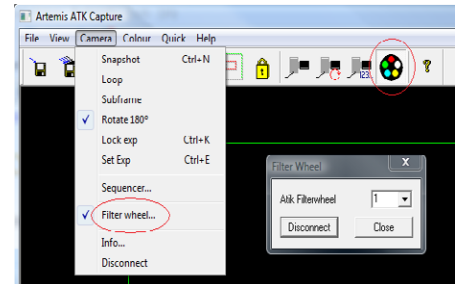 Artemis ATK Capture
File View Camera Colour Quick Help
Snapshot Ctrl+N
Loop
Subframe
Rotate 180°
Lock exp Ctrl+K
Set Exp Ctrl+E
Sequencer...
Filter wheel...
Info...
Disconnect
123
?
Filter Wheel X
Atik Filterwheel 1
Disconnect Close